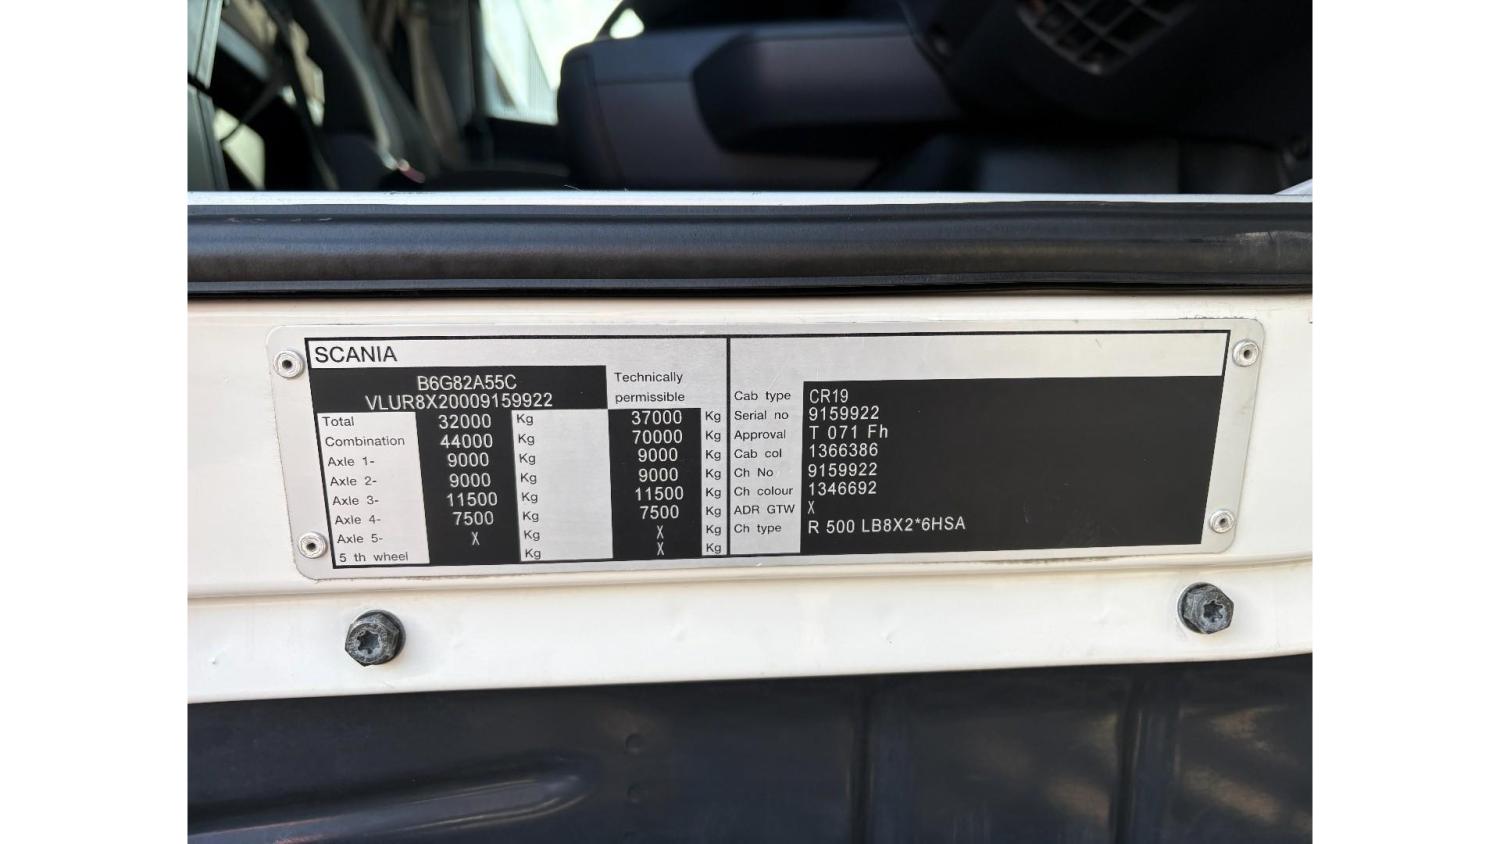 SCANIA
B6G82A55C
VLUR8X20009159922
Technically
permissible
Total 32000 Kg 37000 Kg
Combination 44000 Kg 70000 Kg
Axle 1- 9000 Kg 9000 Kg
Axle 2- 9000 Kg 9000 Kg
Axle 3- 11500 Kg 11500 Kg
Axle 4- 7500 Kg 7500 Kg
Axle 5- X Kg X Kg
5 th wheel Kg X Kg
Cab type CR19
Serial no 9159922
Approval T 071 Fh
Cab col 1366386
Ch No 9159922
Ch colour 1346692
ADR GTW X
Ch type R 500 LB8X2*6HSA